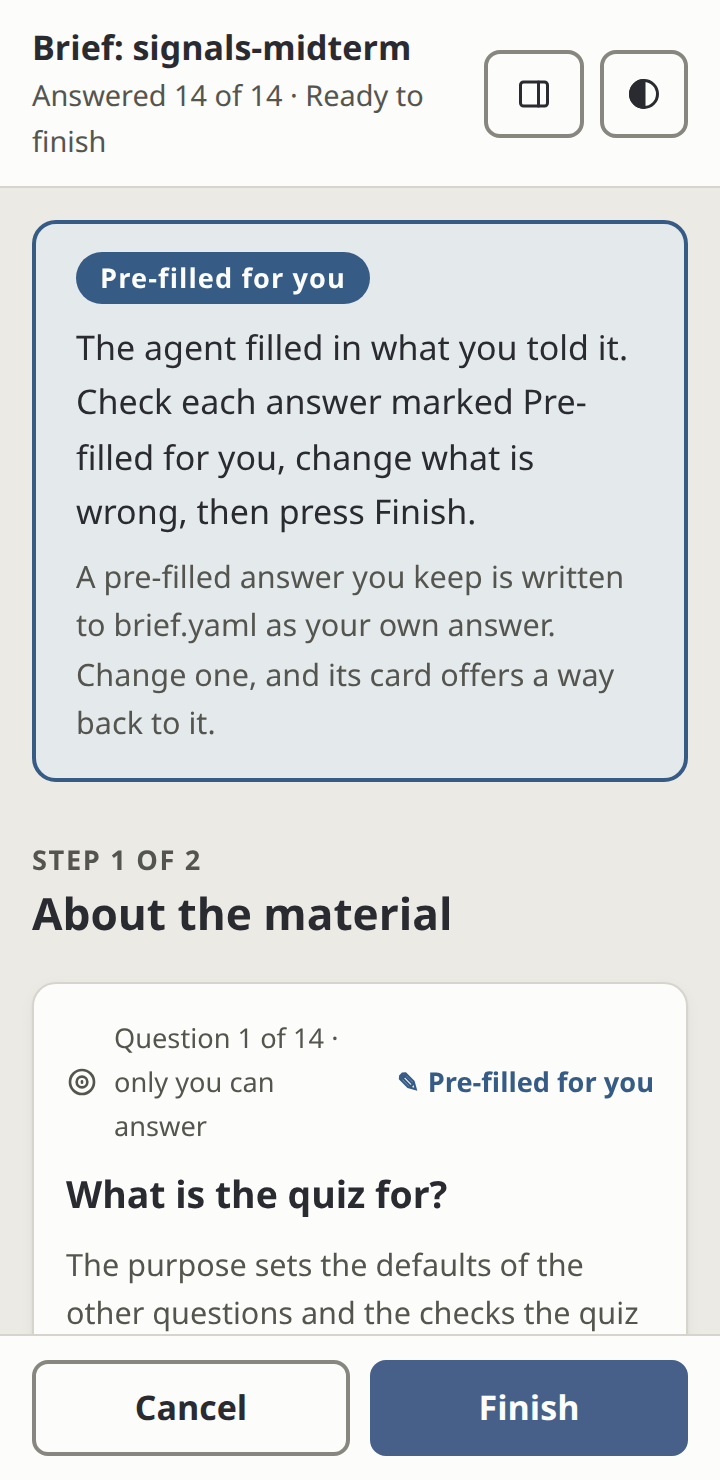 Brief: signals-midterm
Answered 14 of 14 · Ready to
finish
Pre-filled for you
The agent filled in what you told it.
Check each answer marked Pre-
filled for you, change what is
wrong, then press Finish.
A pre-filled answer you keep is written
to brief.yaml as your own answer.
Change one, and its card offers a way
back to it.
STEP 1 OF 2
About the material
Question 1 of 14 ·
only you can
answer
✎ Pre-filled for you
What is the quiz for?
The purpose sets the defaults of the
other questions and the checks the quiz
Cancel
Finish